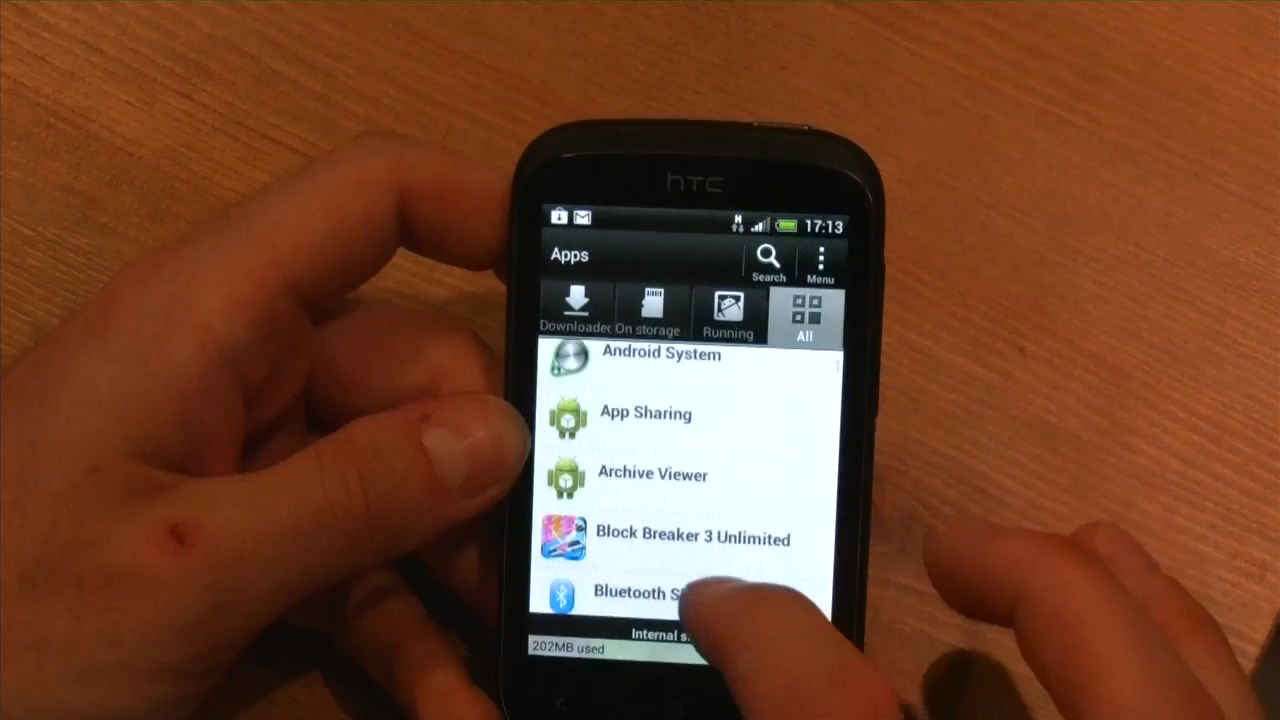 hTC
H
17:13
Apps
Search
Menu
Downloaded
On storage
Running
All
Android System
App Sharing
Archive Viewer
Block Breaker 3 Unlimited
Bluetooth
Internal
202MB used